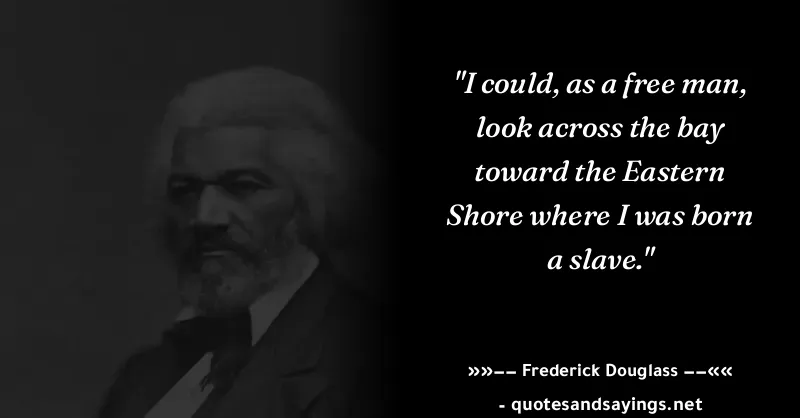 "I could, as a free man,
look across the bay
toward the Eastern
Shore where I was born
a slave."
»»–– Frederick Douglass ––««
- quotesandsayings.net